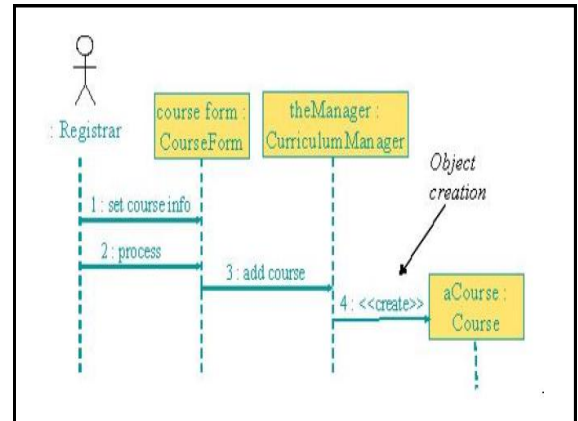 course form :
CourseForm
theManager :
CurriculumManager
: Registrar
Object
creation
1 : set course info
2 : process
3 : add course
4 : <<create>>
aCourse :
Course